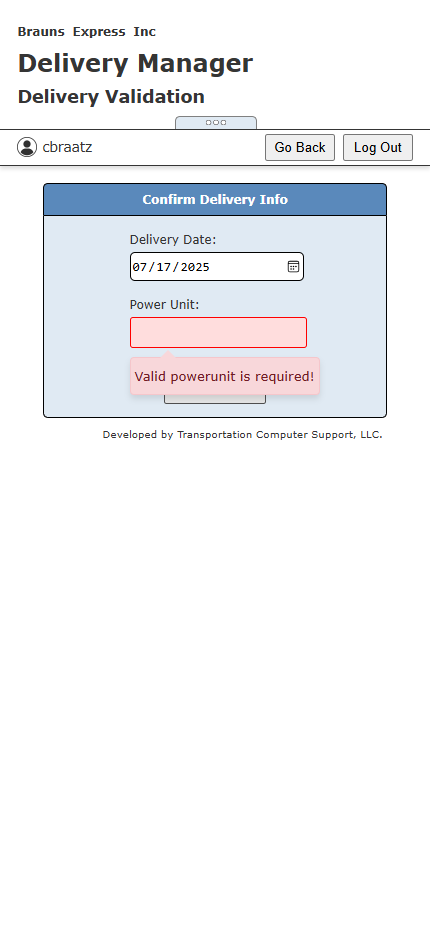 Brauns Express Inc
Delivery Manager
Delivery Validation
cbraatz
Go Back
Log Out
Confirm Delivery Info
Delivery Date:
07/17/2025
Power Unit:
Valid powerunit is required!
Developed by Transportation Computer Support, LLC.